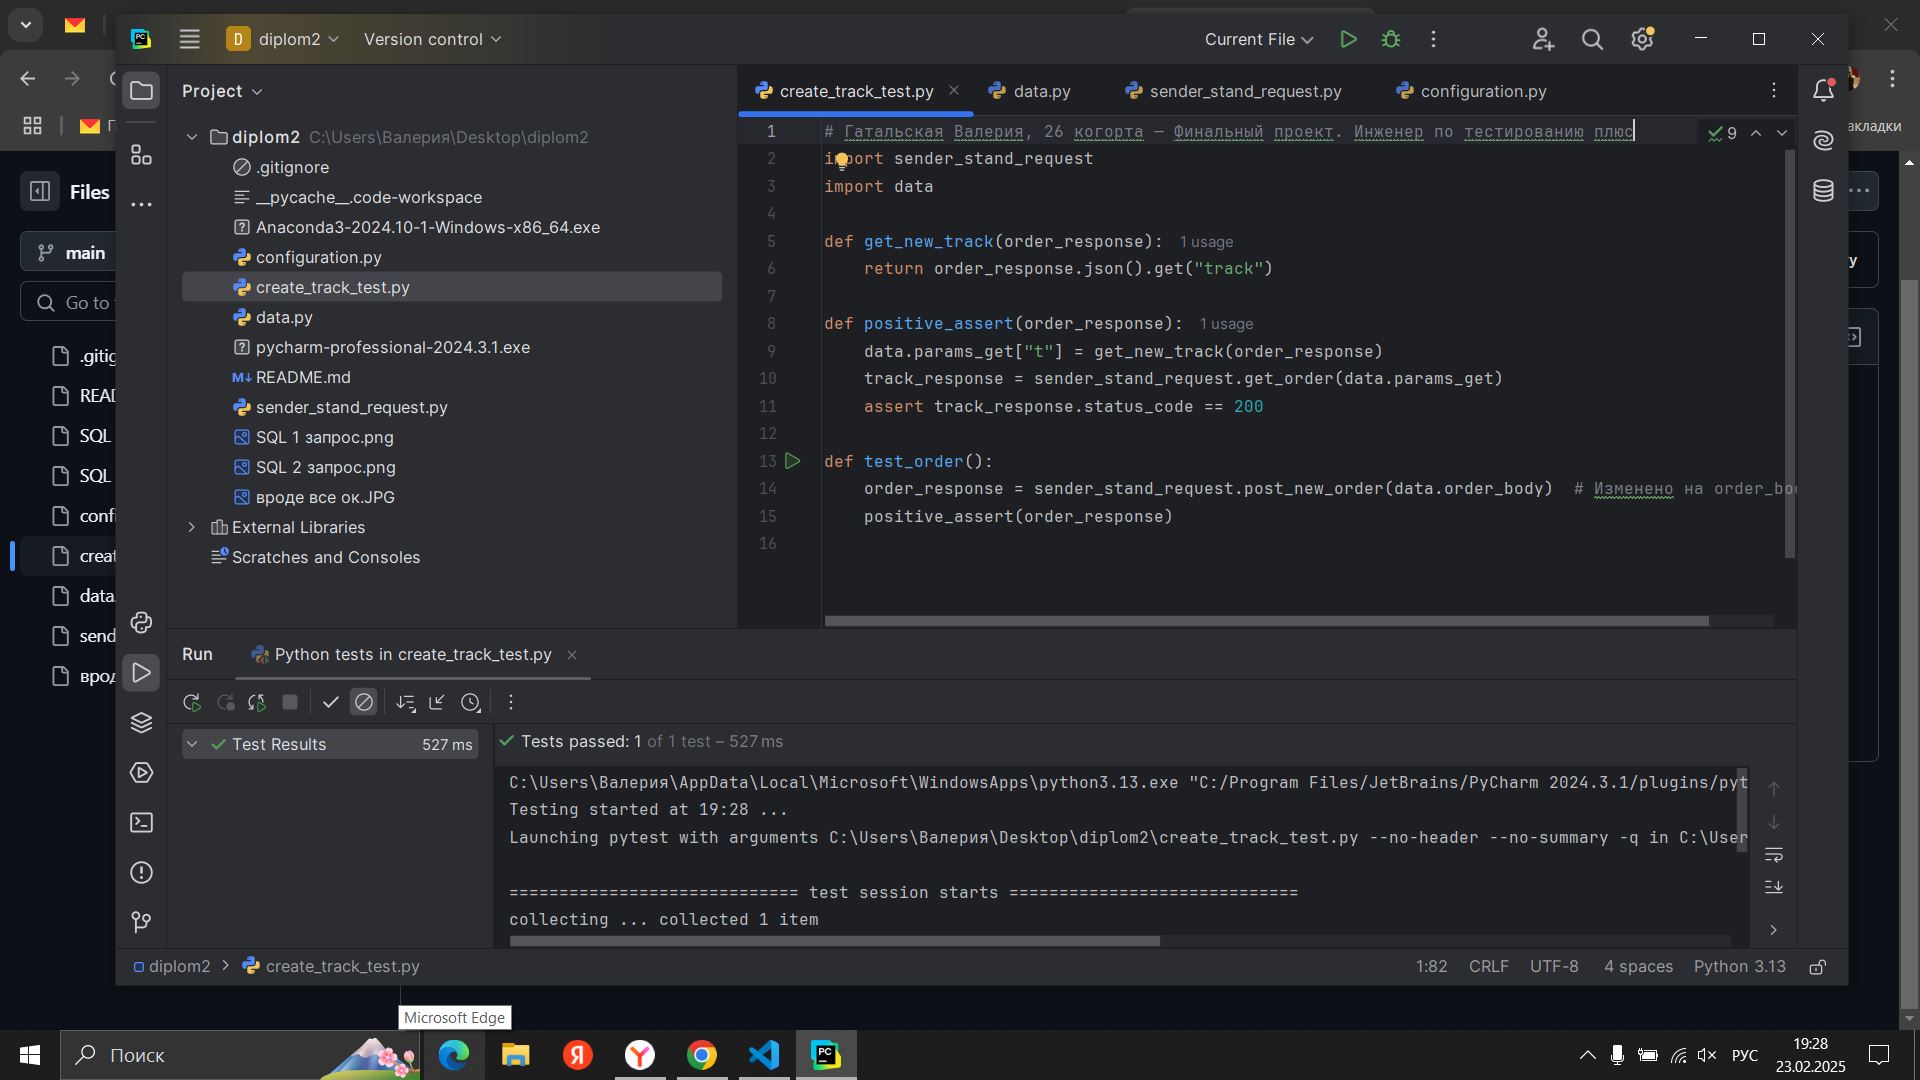 diplom2
Version control
Current File
Project
create_track_test.py
data.py
sender_stand_request.py
configuration.py
diplom2 C:\Users\Валерия\Desktop\diplom2
.gitignore
__pycache__.code-workspace
Anaconda3-2024.10-1-Windows-x86_64.exe
configuration.py
create_track_test.py
data.py
pycharm-professional-2024.3.1.exe
README.md
sender_stand_request.py
SQL 1 запрос.png
SQL 2 запрос.png
вроде все ок.JPG
External Libraries
Scratches and Consoles
Files
main
Go to
.gitig
REA
SQL
SQL
conf
creat
data.
send
врод
акладки
1 # Гатальская Валерия, 26 когорта — Финальный проект. Инженер по тестированию плюс
9
2 import sender_stand_request
3 import data
4
5 def get_new_track(order_response): 1 usage
6 return order_response.json().get("track")
7
8 def positive_assert(order_response): 1 usage
9 data.params_get["t"] = get_new_track(order_response)
10 track_response = sender_stand_request.get_order(data.params_get)
11 assert track_response.status_code == 200
12
13 def test_order():
14 order_response = sender_stand_request.post_new_order(data.order_body) # Изменено на order_bo
15 positive_assert(order_response)
16
Run
Python tests in create_track_test.py
Test Results 527 ms
Tests passed: 1 of 1 test – 527 ms
C:\Users\Валерия\AppData\Local\Microsoft\WindowsApps\python3.13.exe "C:/Program Files/JetBrains/PyCharm 2024.3.1/plugins/pyt
Testing started at 19:28 ...
Launching pytest with arguments C:\Users\Валерия\Desktop\diplom2\create_track_test.py --no-header --no-summary -q in C:\User
============================= test session starts =============================
collecting ... collected 1 item
diplom2 > create_track_test.py
1:82 CRLF UTF-8 4 spaces Python 3.13
Microsoft Edge
Поиск
РУС
19:28
23.02.2025